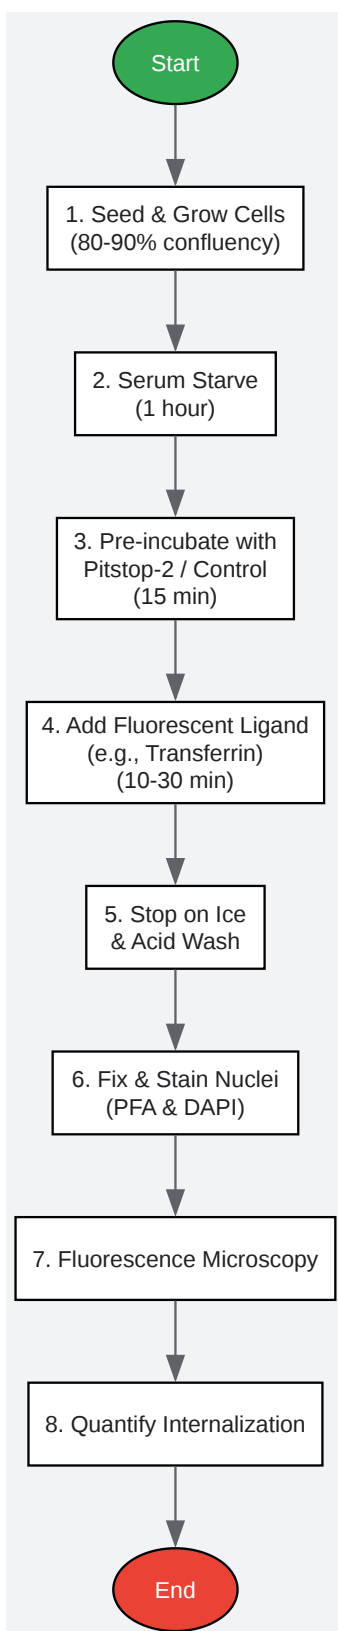 Start
1. Seed & Grow Cells
(80-90% confluency)
2. Serum Starve
(1 hour)
3. Pre-incubate with
Pitstop-2 / Control
(15 min)
4. Add Fluorescent Ligand
(e.g., Transferrin)
(10-30 min)
5. Stop on Ice
& Acid Wash
6. Fix & Stain Nuclei
(PFA & DAPI)
7. Fluorescence Microscopy
8. Quantify Internalization
End